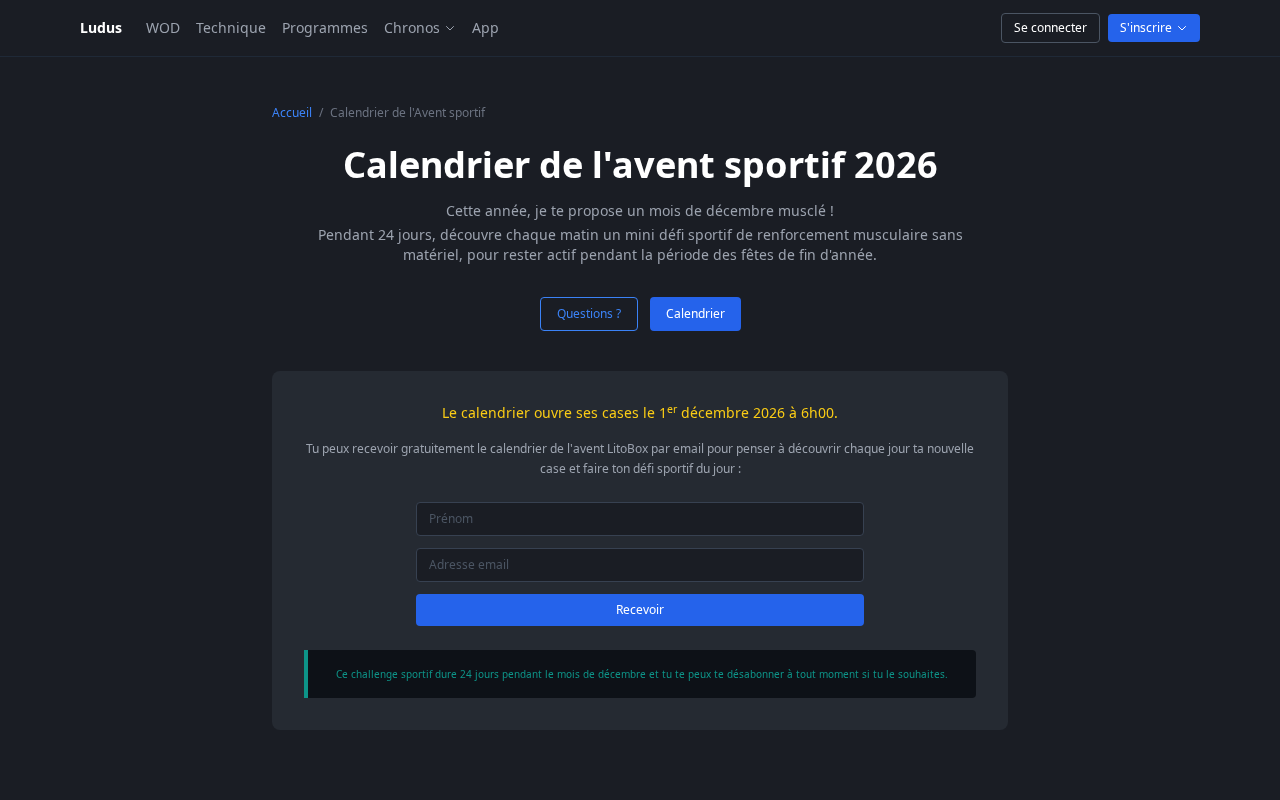 Ludus WOD Technique Programmes Chronos App Se connecter S'inscrire
Accueil / Calendrier de l'Avent sportif
Calendrier de l'avent sportif 2026
Cette année, je te propose un mois de décembre musclé !
Pendant 24 jours, découvre chaque matin un mini défi sportif de renforcement musculaire sans
matériel, pour rester actif pendant la période des fêtes de fin d'année.
Questions ? Calendrier
Le calendrier ouvre ses cases le 1er décembre 2026 à 6h00.
Tu peux recevoir gratuitement le calendrier de l'avent LitoBox par email pour penser à découvrir chaque jour ta nouvelle
case et faire ton défi sportif du jour :
Prénom
Adresse email
Recevoir
Ce challenge sportif dure 24 jours pendant le mois de décembre et tu te peux te désabonner à tout moment si tu le souhaites.